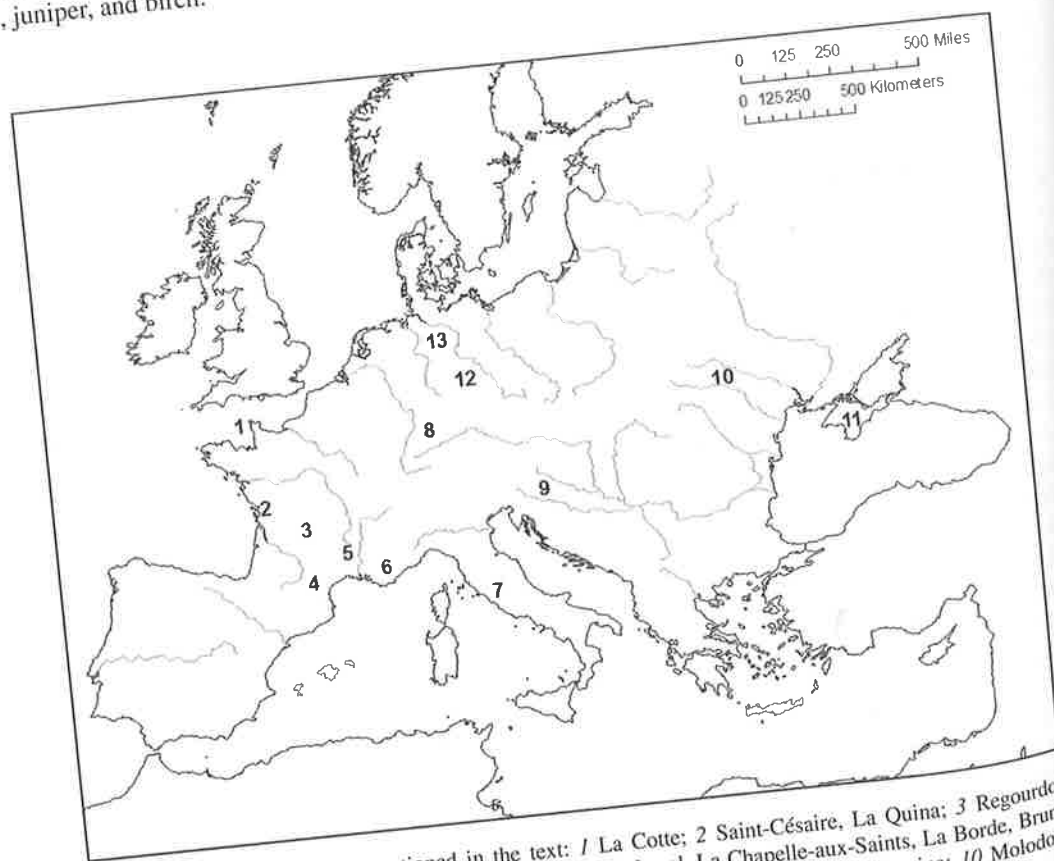 , juniper, and birch.
0 125 250 500 Miles
0 125 250 500 Kilometers
13
12
10
1
8
11
9
2
3
5
6
4
7
in the text: 1 La Cotte; 2 Saint-Césaire, La Quina; 3 Regourdo
La Chapelle-aux-Saints, La Borde, Brun
10 Molodo